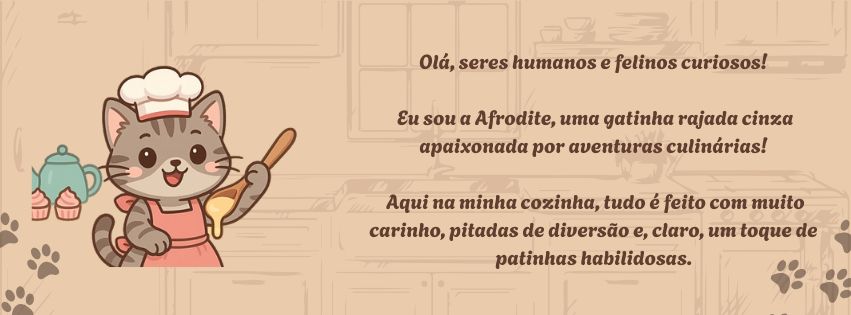 Olá, seres humanos e felinos curiosos!
Eu sou a Afrodite, uma gatinha rajada cinza
apaixonada por aventuras culinárias!
Aqui na minha cozinha, tudo é feito com muito
carinho, pitadas de diversão e, claro, um toque de
patinhas habilidosas.